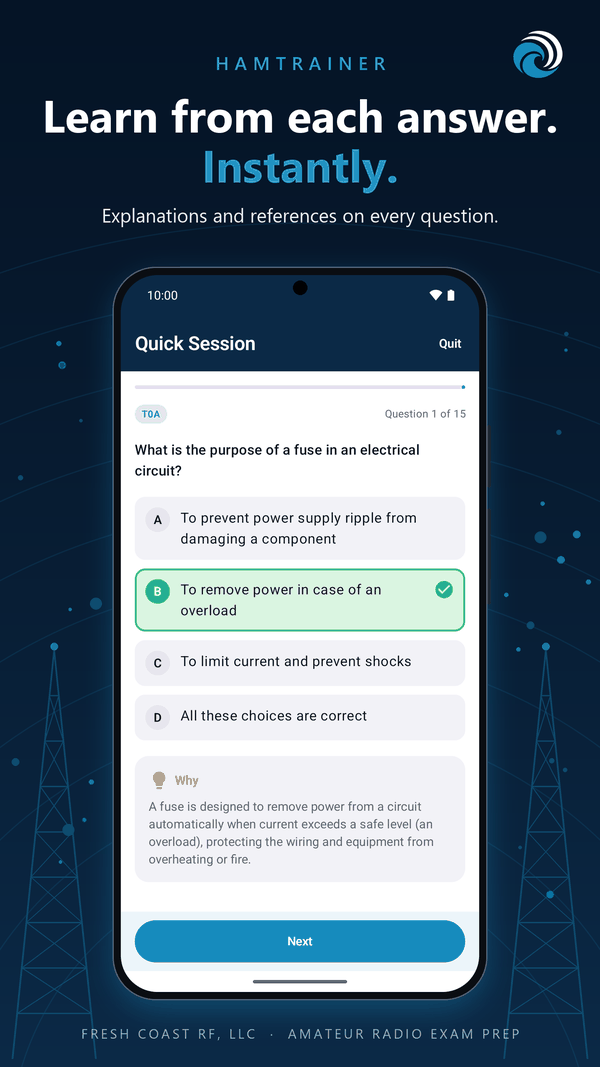 HAMTRAINER
Learn from each answer.
Instantly.
Explanations and references on every question.
10:00
Quick Session
Quit
T0A
Question 1 of 15
What is the purpose of a fuse in an electrical
circuit?
A
To prevent power supply ripple from
damaging a component
B
To remove power in case of an
overload
C
To limit current and prevent shocks
D
All these choices are correct
Why
A fuse is designed to remove power from a circuit
automatically when current exceeds a safe level (an
overload), protecting the wiring and equipment from
overheating or fire.
Next
FRESH COAST RF, LLC · AMATEUR RADIO EXAM PREP